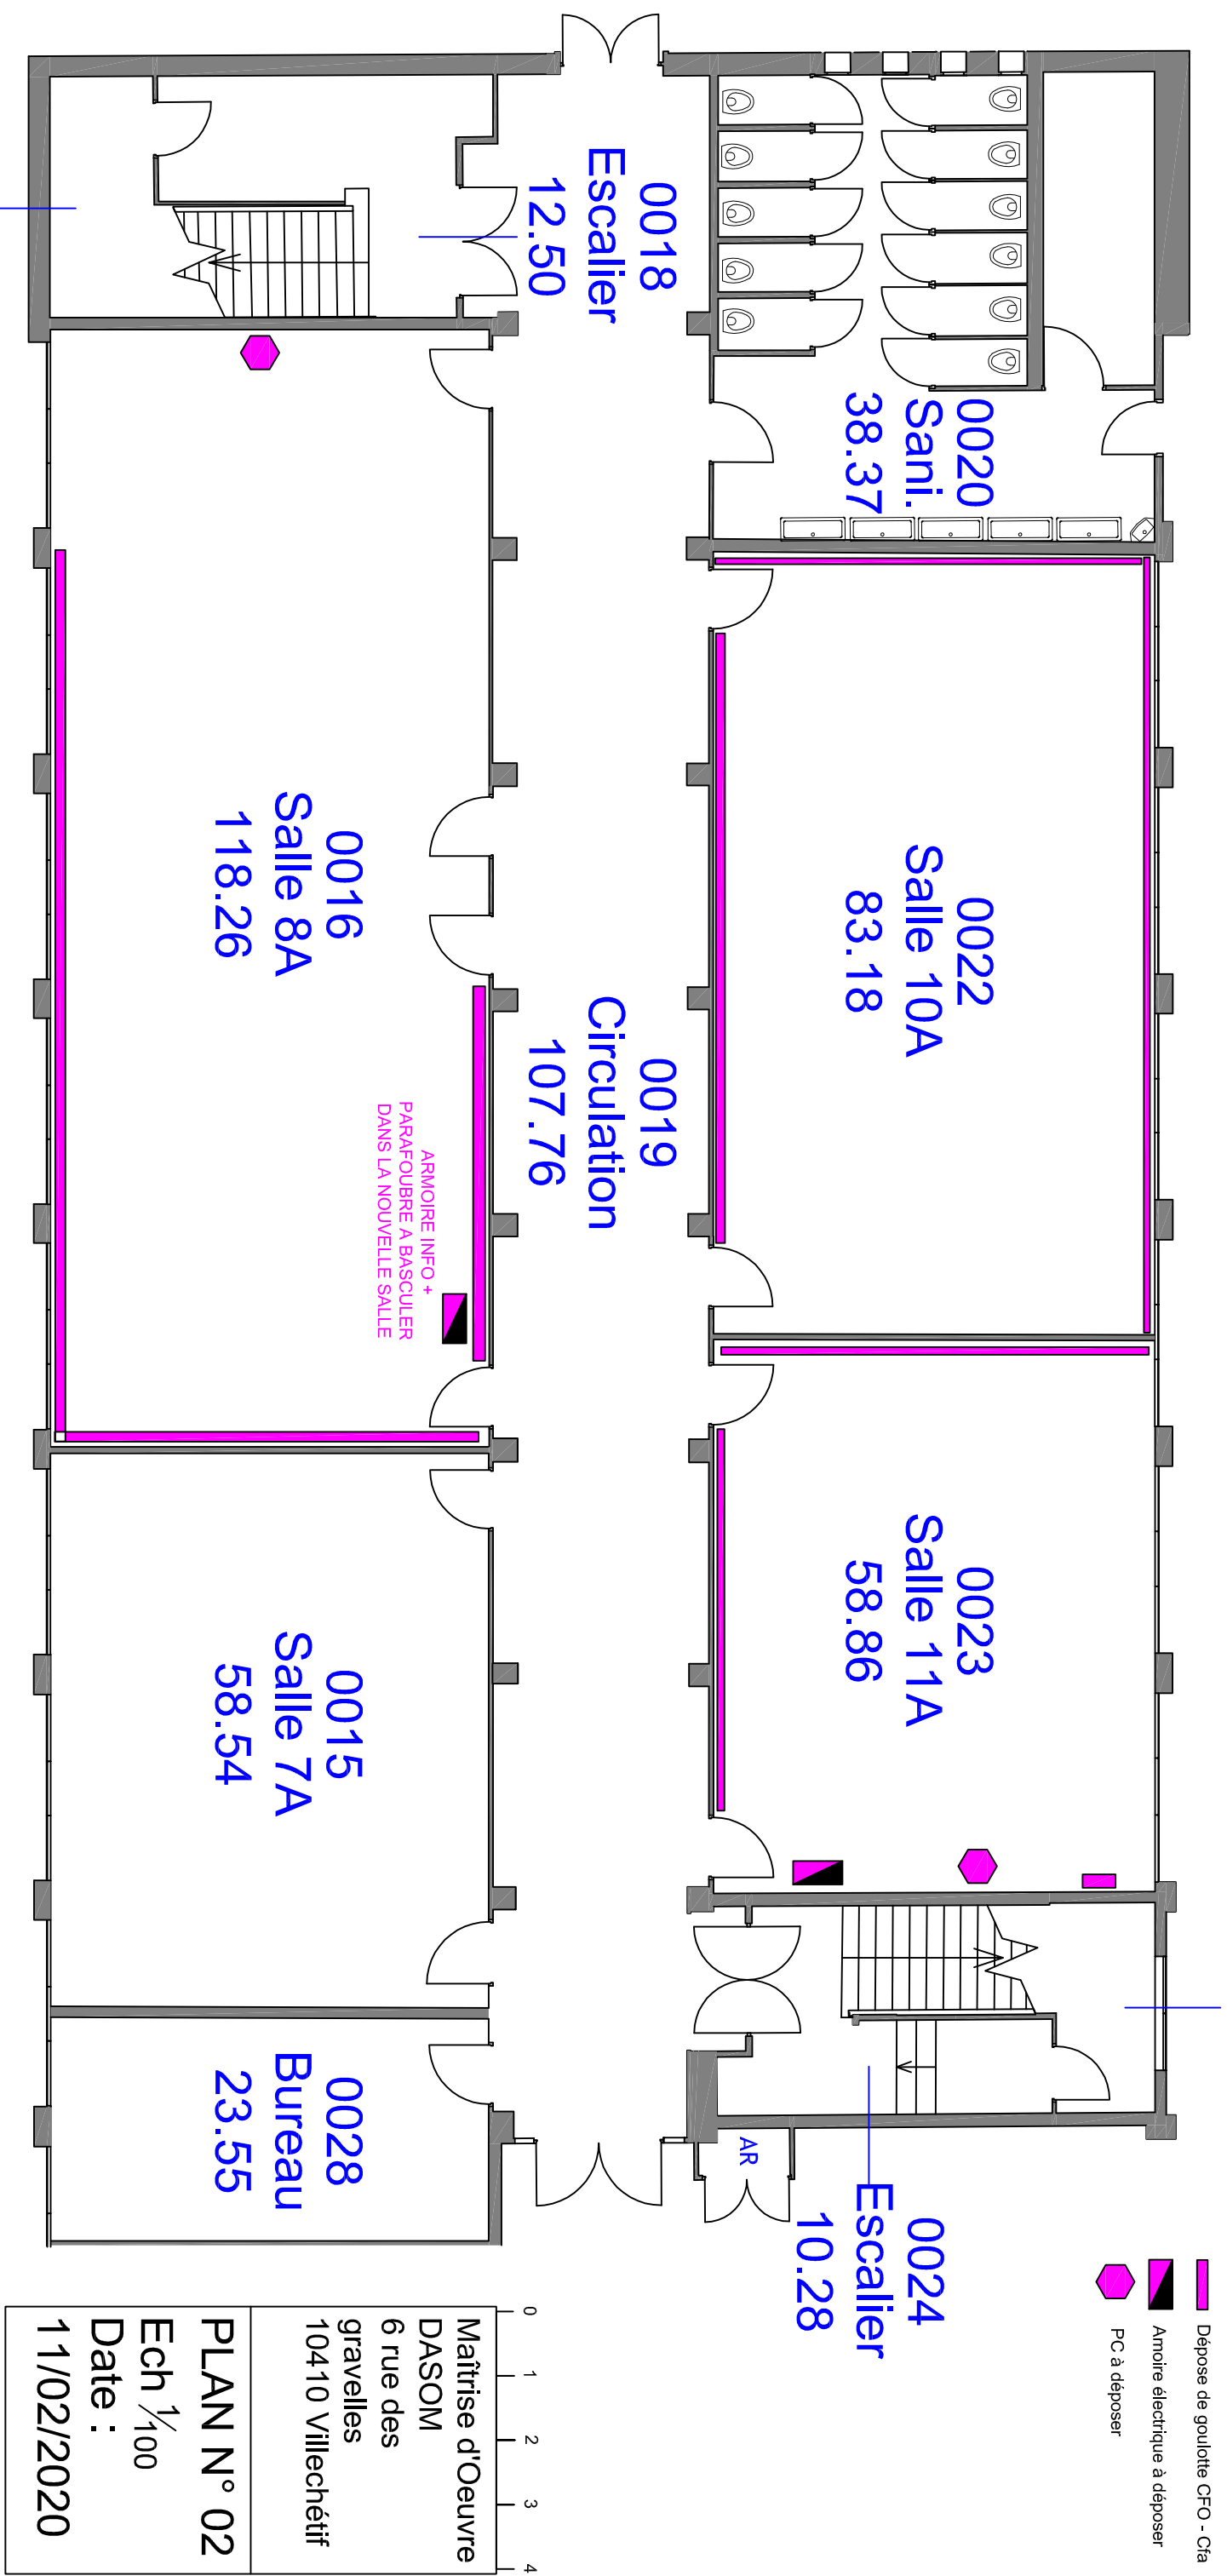 0018
Escalier
12.50
0020
Sani.
38.37
0022
Salle 10A
83.18
0016
Salle 8A
118.26
0019
Circulation
107.76
ARMOIRE INFO +
PARAFOUBRE A BASCULER
DANS LA NOUVELLE SALLE
0023
Salle 11A
58.86
0015
Salle 7A
58.54
0028
Bureau
23.55
AR
0024
Escalier
10.28
Dépose de goulotte CFO - Cfa
Amoire électrique à déposer
PC à déposer
0 1 2 3 4
Maîtrise d'Oeuvre
DASOM
6 rue des
gravelles
10410 Villechétif
PLAN N° 02
Ech 1/100
Date :
11/02/2020